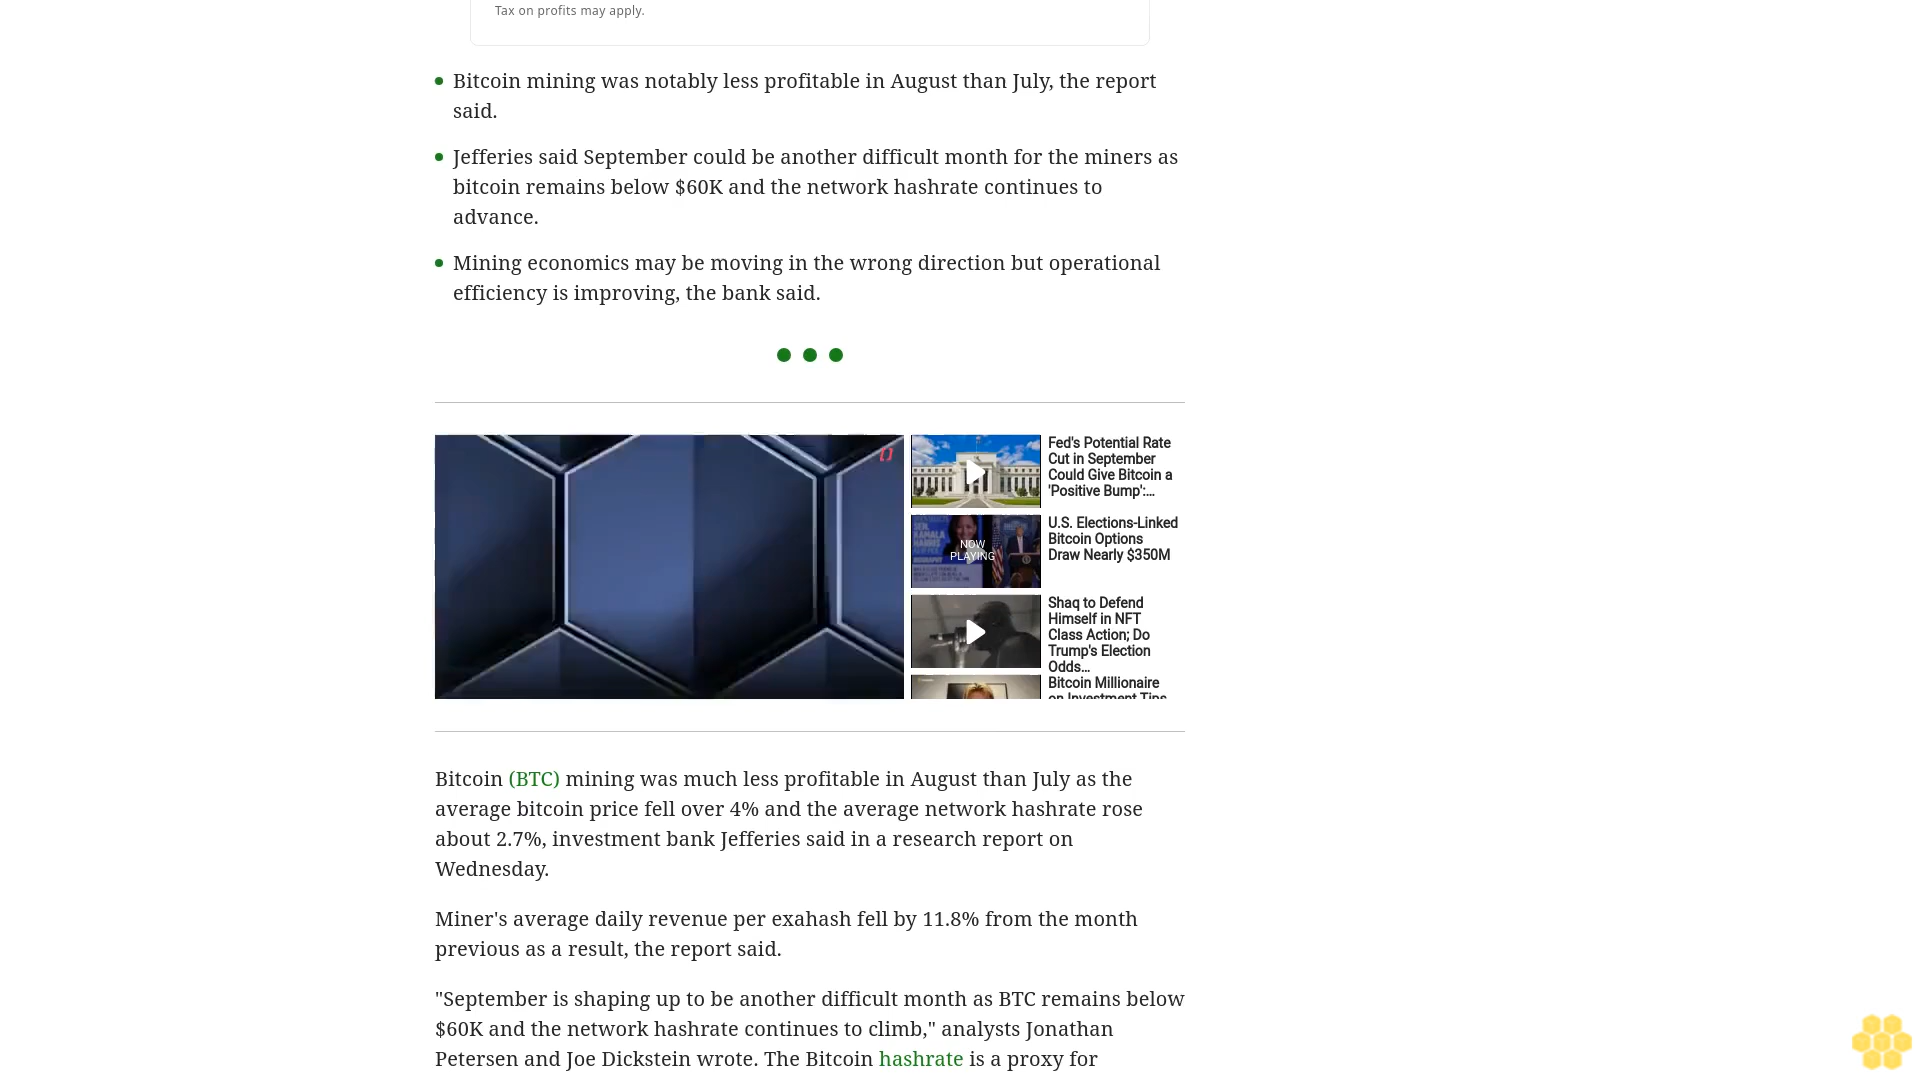 Tax on profits may apply.
Bitcoin mining was notably less profitable in August than July, the report
said.
Jefferies said September could be another difficult month for the miners as
bitcoin remains below $60K and the network hashrate continues to
advance.
Mining economics may be moving in the wrong direction but operational
efficiency is improving, the bank said.
Fed's Potential Rate
Cut in September
Could Give Bitcoin a
'Positive Bump':...
NOW
PLAYING
U.S. Elections-Linked
Bitcoin Options
Draw Nearly $350M
Shaq to Defend
Himself in NFT
Class Action; Do
Trump's Election
Odds...
Bitcoin Millionaire
on Investment Tips
Bitcoin (BTC) mining was much less profitable in August than July as the
average bitcoin price fell over 4% and the average network hashrate rose
about 2.7%, investment bank Jefferies said in a research report on
Wednesday.
Miner's average daily revenue per exahash fell by 11.8% from the month
previous as a result, the report said.
"September is shaping up to be another difficult month as BTC remains below
$60K and the network hashrate continues to climb," analysts Jonathan
Petersen and Joe Dickstein wrote. The Bitcoin hashrate is a proxy for